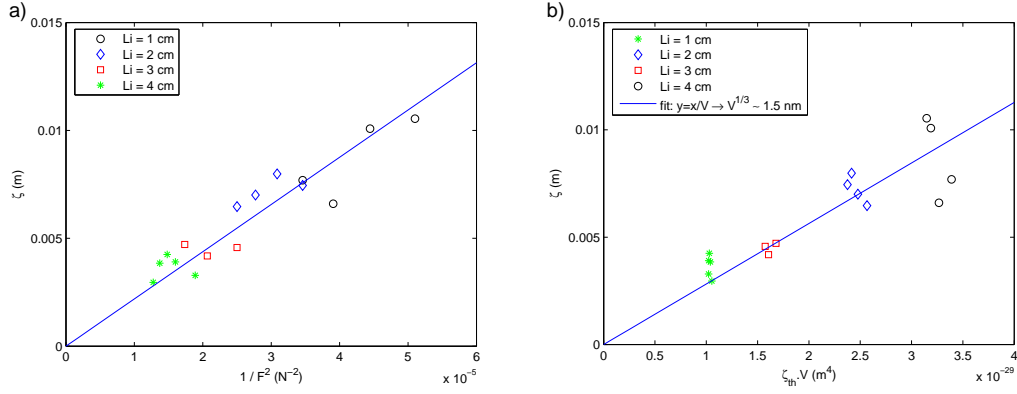 a)
Li = 1 cm
Li = 2 cm
Li = 3 cm
Li = 4 cm
0.015
0.01
0.005
0
ζ (m)
0 1 2 3 4 5 6
x 10⁻⁵
1 / F² (N⁻²)
b)
Li = 1 cm
Li = 2 cm
Li = 3 cm
Li = 4 cm
fit: y=x/V → V^{1/3} ~ 1.5 nm
0.015
0.01
0.005
0
ζ (m)
0 0.5 1 1.5 2 2.5 3 3.5 4
x 10⁻²⁹
ζ_{th}.V (m⁴)